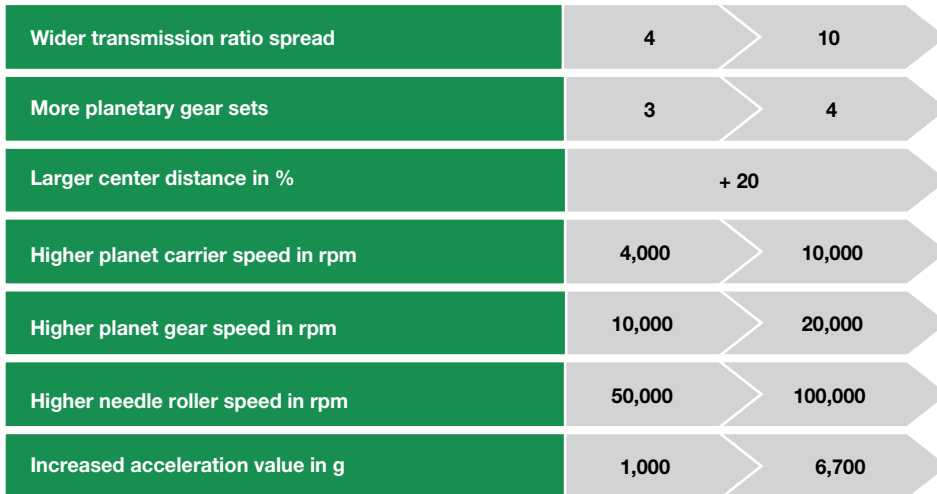 Wider transmission ratio spread 4 10
More planetary gear sets 3 4
Larger center distance in % + 20
Higher planet carrier speed in rpm 4,000 10,000
Higher planet gear speed in rpm 10,000 20,000
Higher needle roller speed in rpm 50,000 100,000
Increased acceleration value in g 1,000 6,700